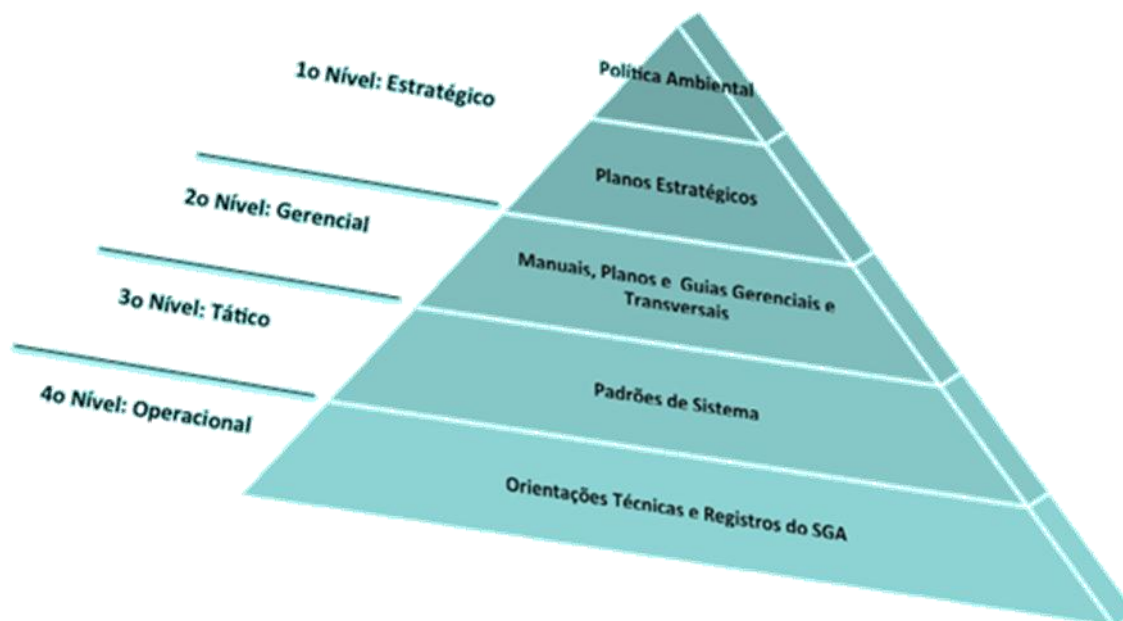 1o Nível: Estratégico
Política Ambiental
Planos Estratégicos
2o Nível: Gerencial
Manuais, Planos e Guias Gerenciais e
Transversais
3o Nível: Tático
Padrões de Sistema
4o Nível: Operacional
Orientações Técnicas e Registros do SGA